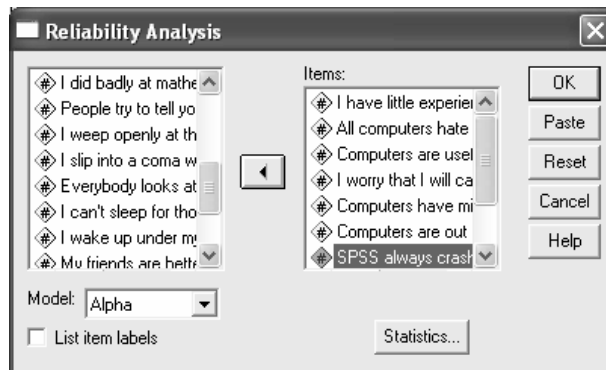 Reliability Analysis
I did badly at mathe
People try to tell yo
I weep openly at th
I slip into a coma w
Everybody looks at
I can't sleep for tho
I wake up under my
My friends are bette
Items:
I have little experie
All computers hate
Computers are usef
I worry that I will ca
Computers have mi
Computers are out
SPSS always crash
OK
Paste
Reset
Cancel
Help
Model:
Alpha
List item labels
Statistics...